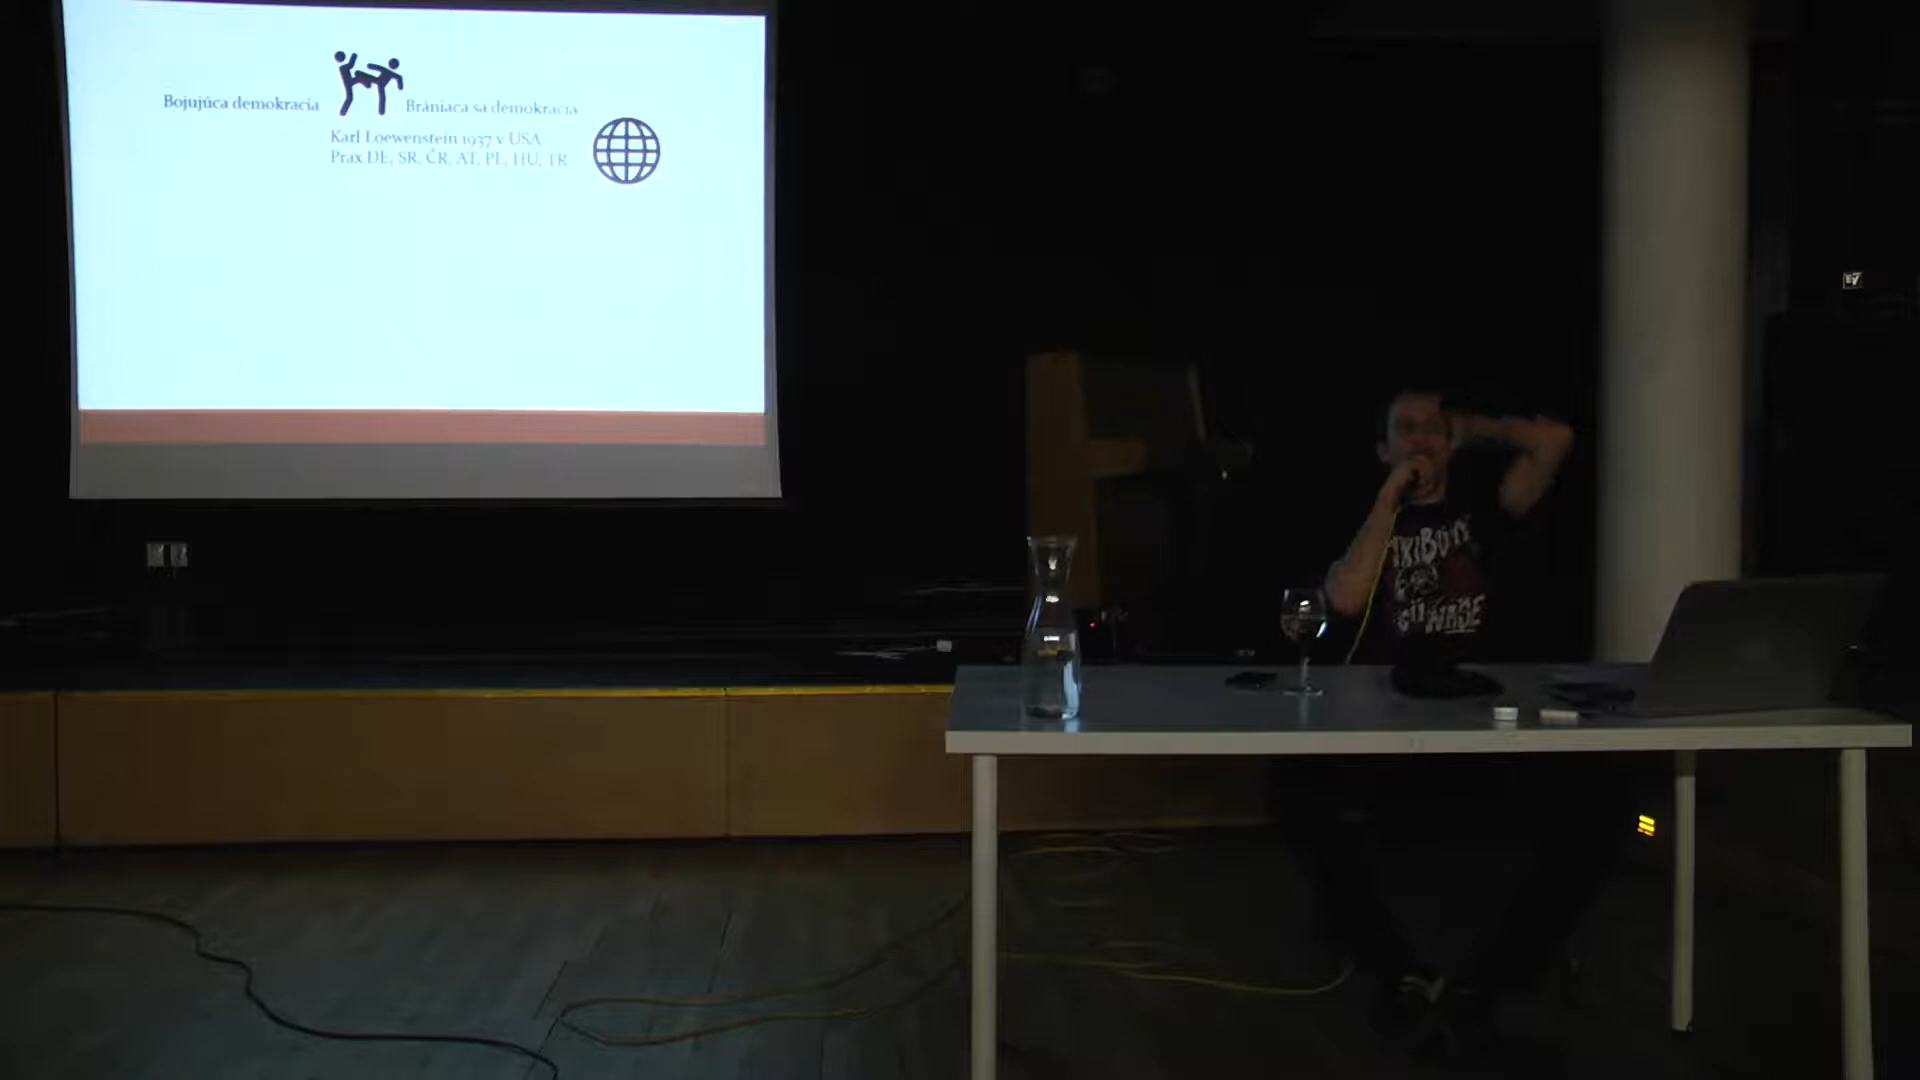 Bojujúca demokracia
Brániaca sa demokracia
Karl Loewenstein 1937 v USA
Prax DE, SR, ČR, AT, PL, HU, TR